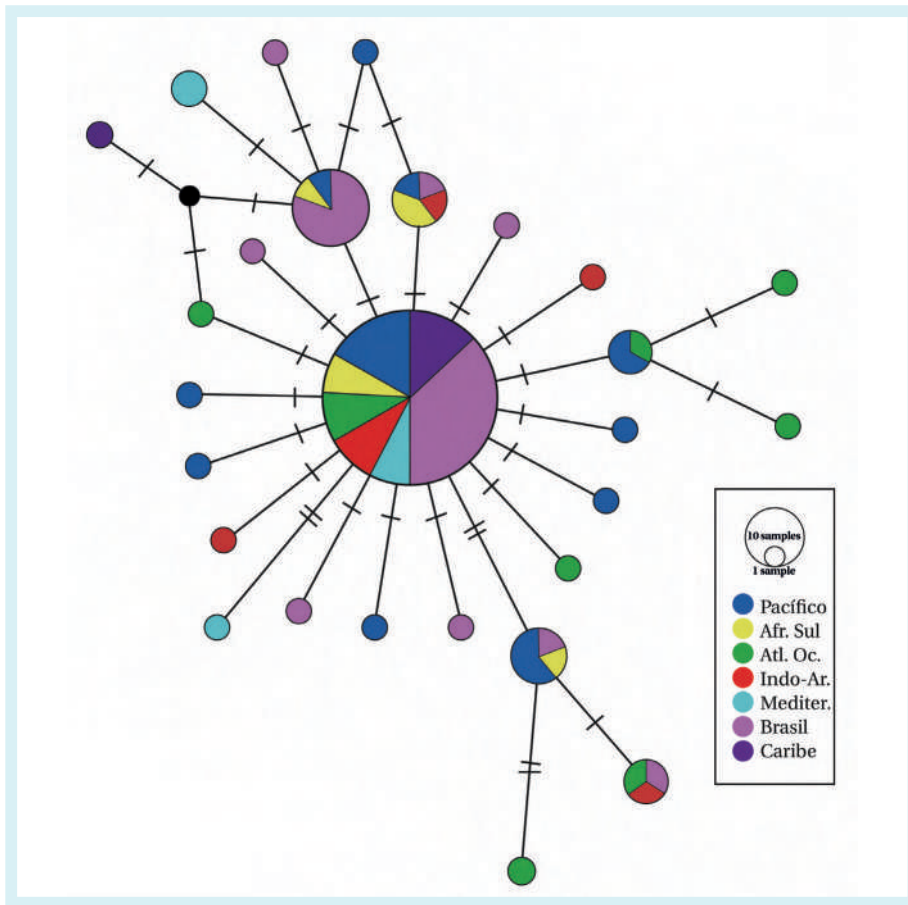 10 samples
1 sample
Pacífico
Afr. Sul
Atl. Oc.
Indo-Ar.
Mediter.
Brasil
Caribe